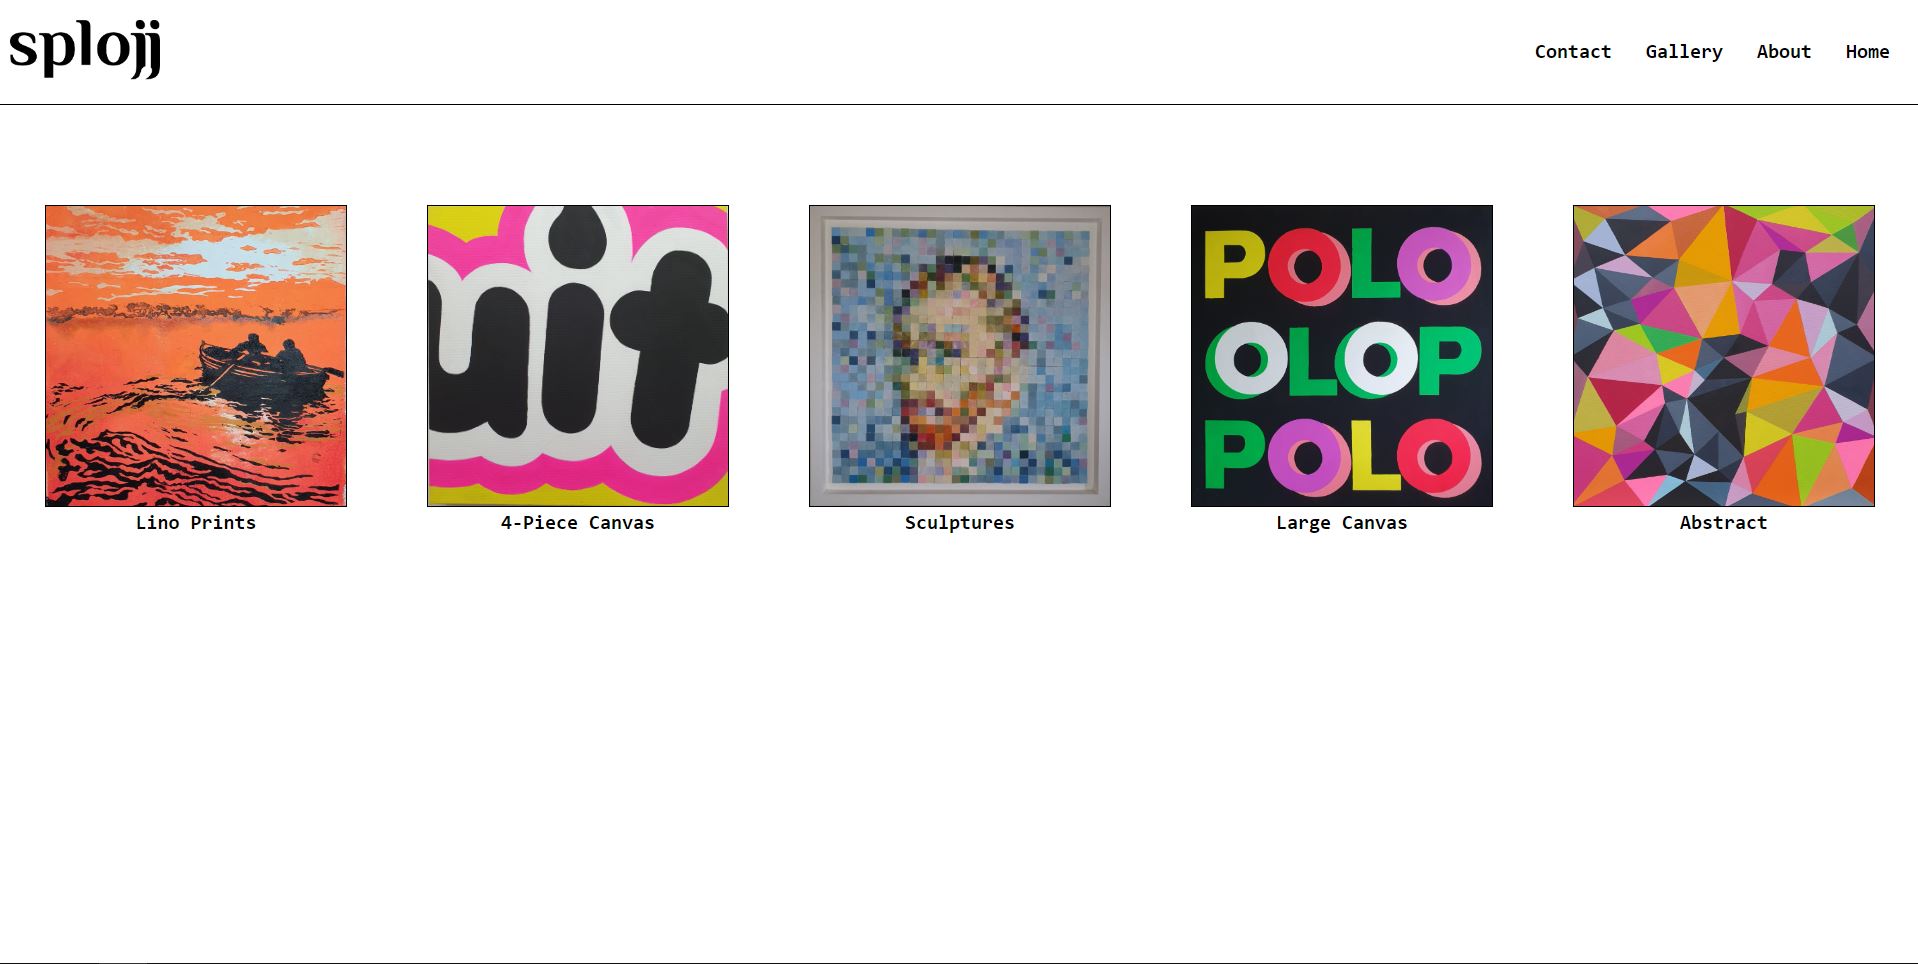 splojj
Contact Gallery About Home
uit
POLO
OLOP
POLO
Lino Prints
4-Piece Canvas
Sculptures
Large Canvas
Abstract